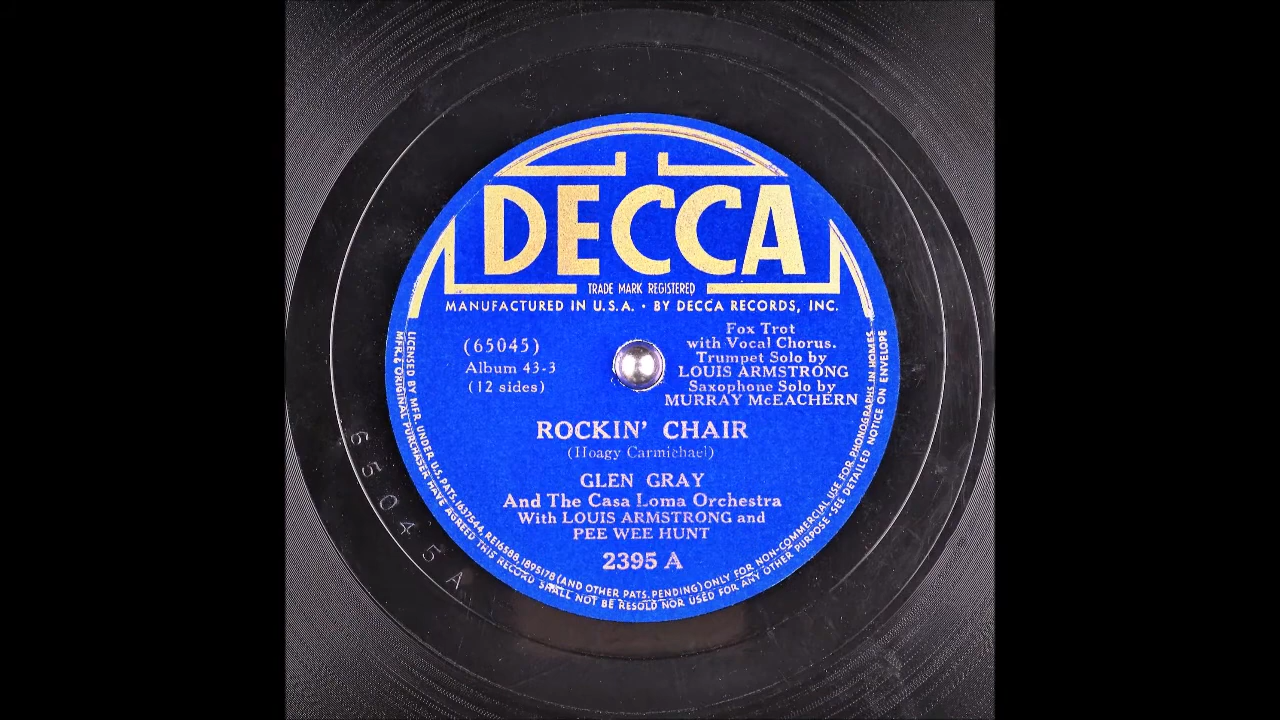 DECCA
TRADE MARK REGISTERED
MANUFACTURED IN U.S.A. • BY DECCA RECORDS, INC.
(65045)
Album 43-3
(12 sides)
Fox Trot
with Vocal Chorus.
Trumpet Solo by
LOUIS ARMSTRONG
Saxophone Solo by
MURRAY McEACHERN
ROCKIN' CHAIR
(Hoagy Carmichael)
GLEN GRAY
And The Casa Loma Orchestra
With LOUIS ARMSTRONG and
PEE WEE HUNT
2395 A
LICENSED BY MFR. UNDER U.S. PATS. 1637544, RE16588, 1895178 (AND OTHER PATS. PENDING) ONLY FOR NON-COMMERCIAL USE FOR PHONOGRAPHS IN HOMES.
MFR. & ORIGINAL PURCHASER HAVE AGREED THIS RECORD SHALL NOT BE RESOLD NOR USED FOR ANY OTHER PURPOSE • SEE DETAILED NOTICE ON ENVELOPE
65045 A